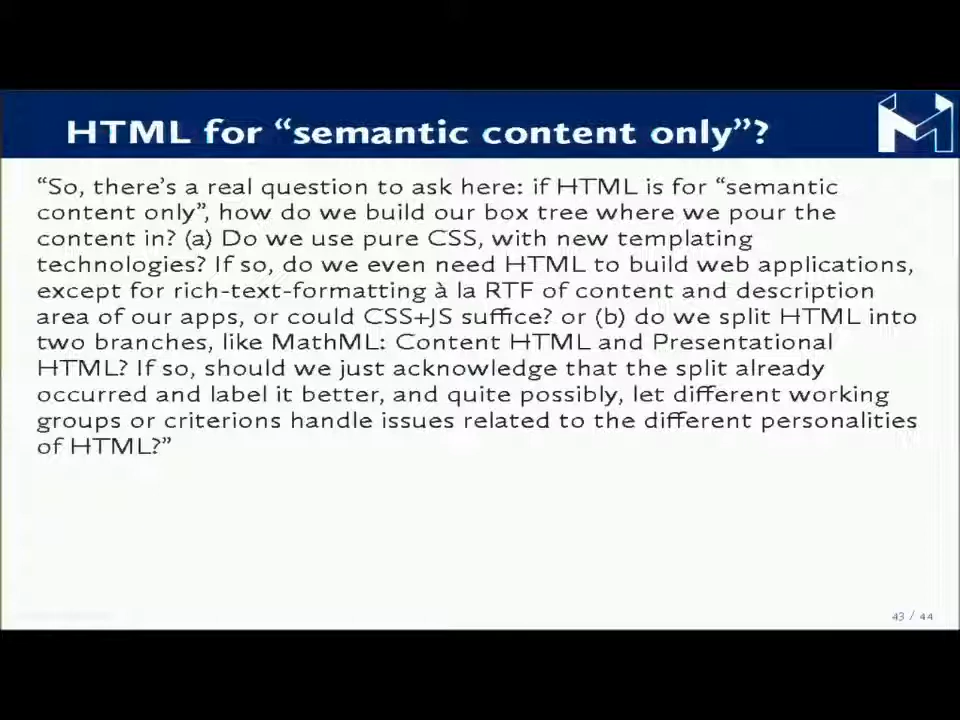 HTML for “semantic content only”?
“So, there’s a real question to ask here: if HTML is for “semantic
content only”, how do we build our box tree where we pour the
content in? (a) Do we use pure CSS, with new templating
technologies? If so, do we even need HTML to build web applications,
except for rich-text-formatting à la RTF of content and description
area of our apps, or could CSS+JS suffice? or (b) do we split HTML into
two branches, like MathML: Content HTML and Presentational
HTML? If so, should we just acknowledge that the split already
occurred and label it better, and quite possibly, let different working
groups or criterions handle issues related to the different personalities
of HTML?”
43 / 44